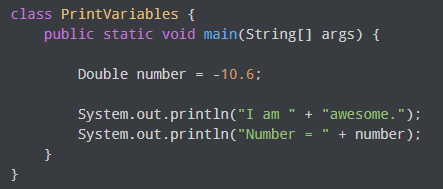 class PrintVariables {
    public static void main(String[] args) {

        Double number = -10.6;

        System.out.println("I am " + "awesome.");
        System.out.println("Number = " + number);
    }
}